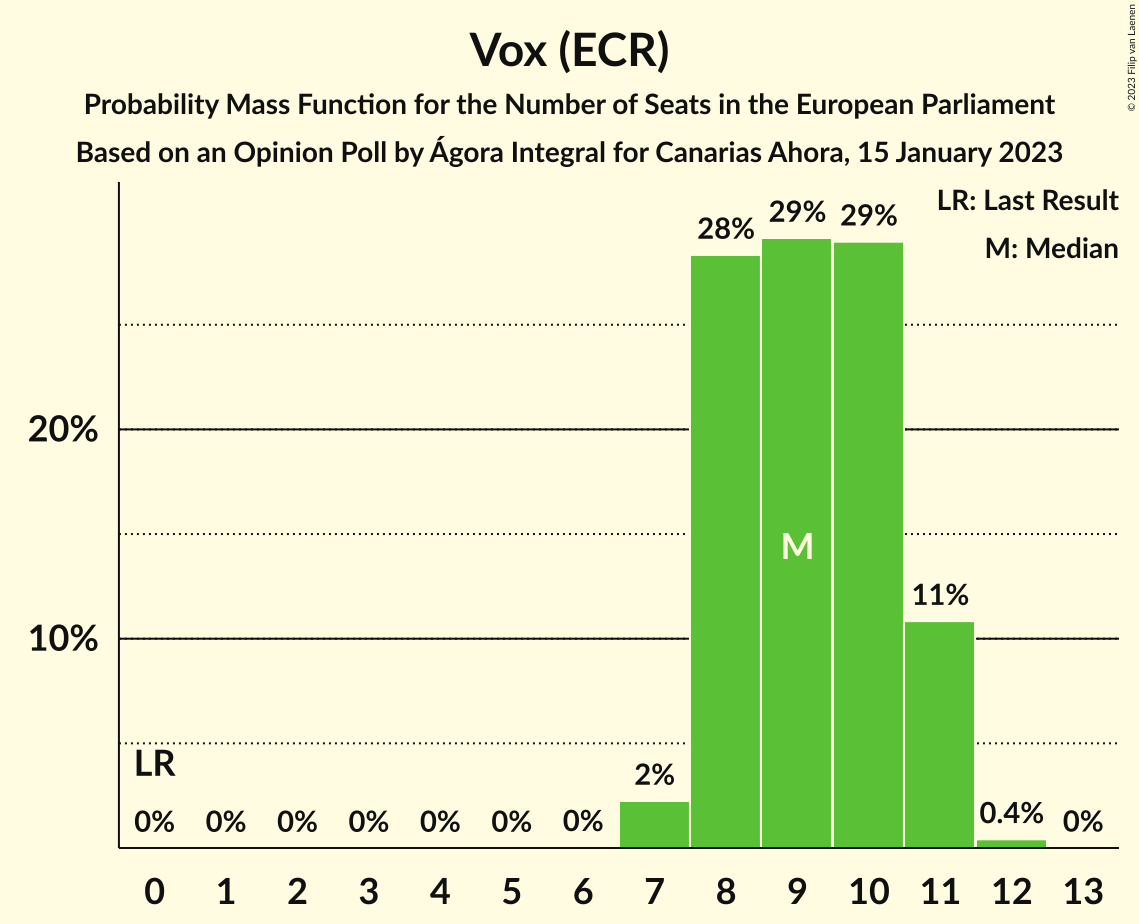 © 2023 Filip van Laenen
Vox (ECR)
Probability Mass Function for the Number of Seats in the European Parliament
Based on an Opinion Poll by Ágora Integral for Canarias Ahora, 15 January 2023
LR: Last Result
M: Median
28% 29% 29%
20%
M
11%
10%
LR
2%
0% 0% 0% 0% 0% 0% 0% 0.4% 0%
0 1 2 3 4 5 6 7 8 9 10 11 12 13